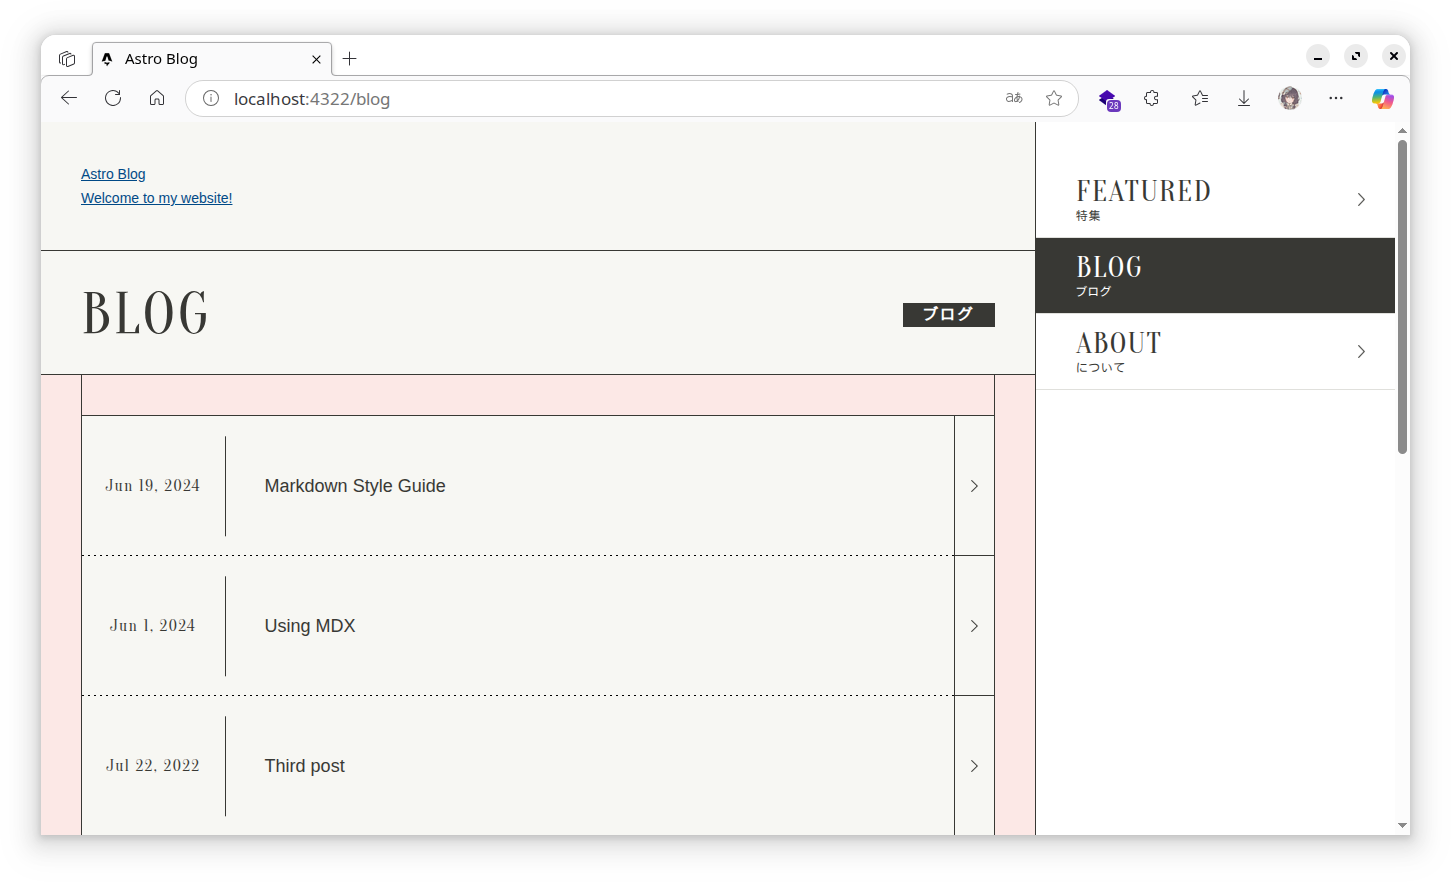 Astro Blog
localhost:4322/blog
aあ
28
Astro Blog
Welcome to my website!
BLOG
ブログ
Jun 19, 2024
Markdown Style Guide
Jun 1, 2024
Using MDX
Jul 22, 2022
Third post
FEATURED
特集
BLOG
ブログ
ABOUT
について